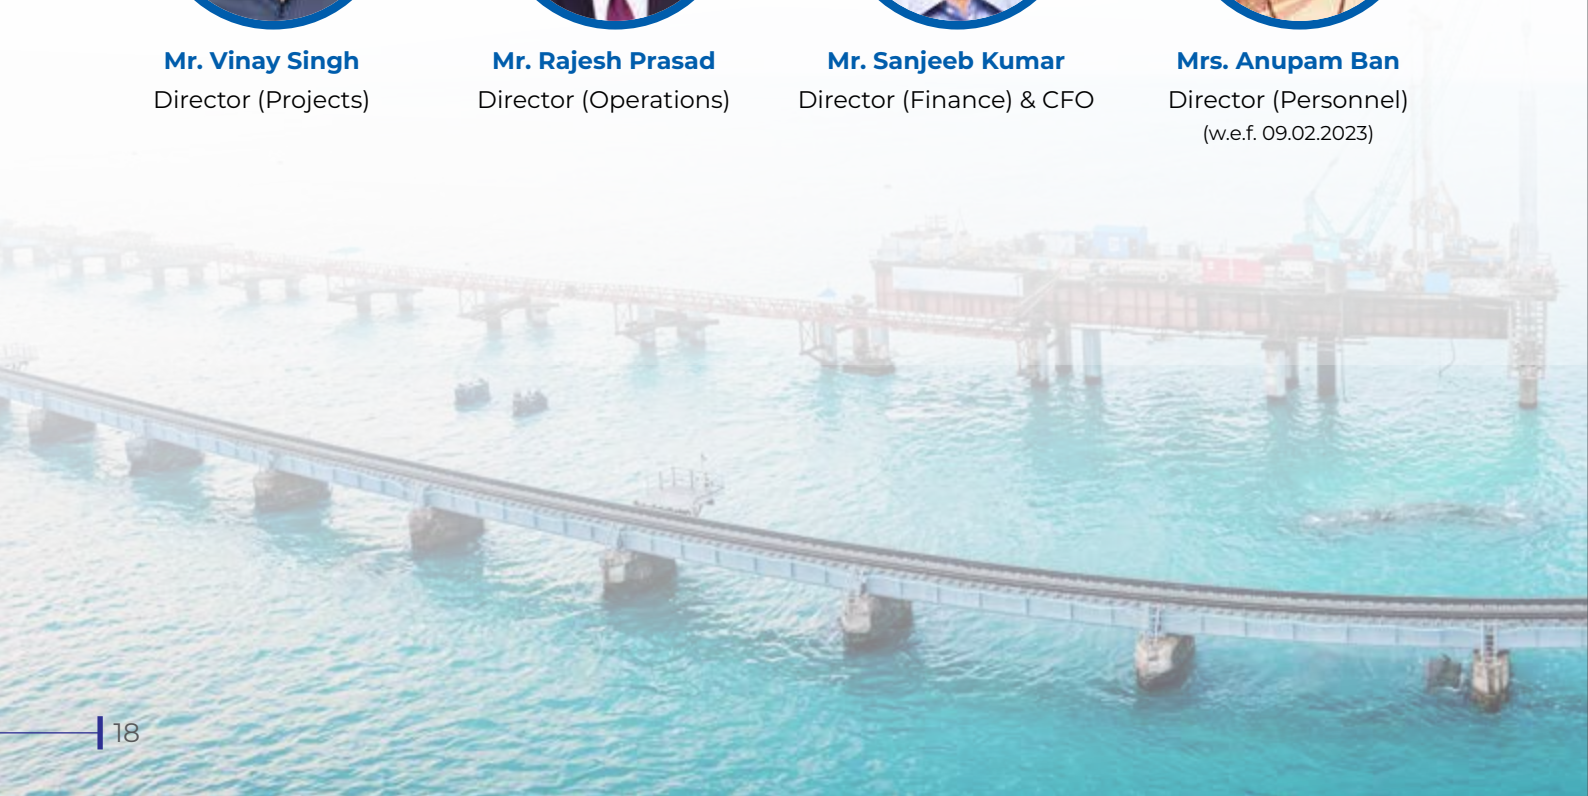 Mr. Vinay Singh
Director (Projects)
Mr. Rajesh Prasad
Director (Operations)
Mr. Sanjeeb Kumar
Director (Finance) & CFO
Mrs. Anupam Ban
Director (Personnel)
(w.e.f. 09.02.2023)
18